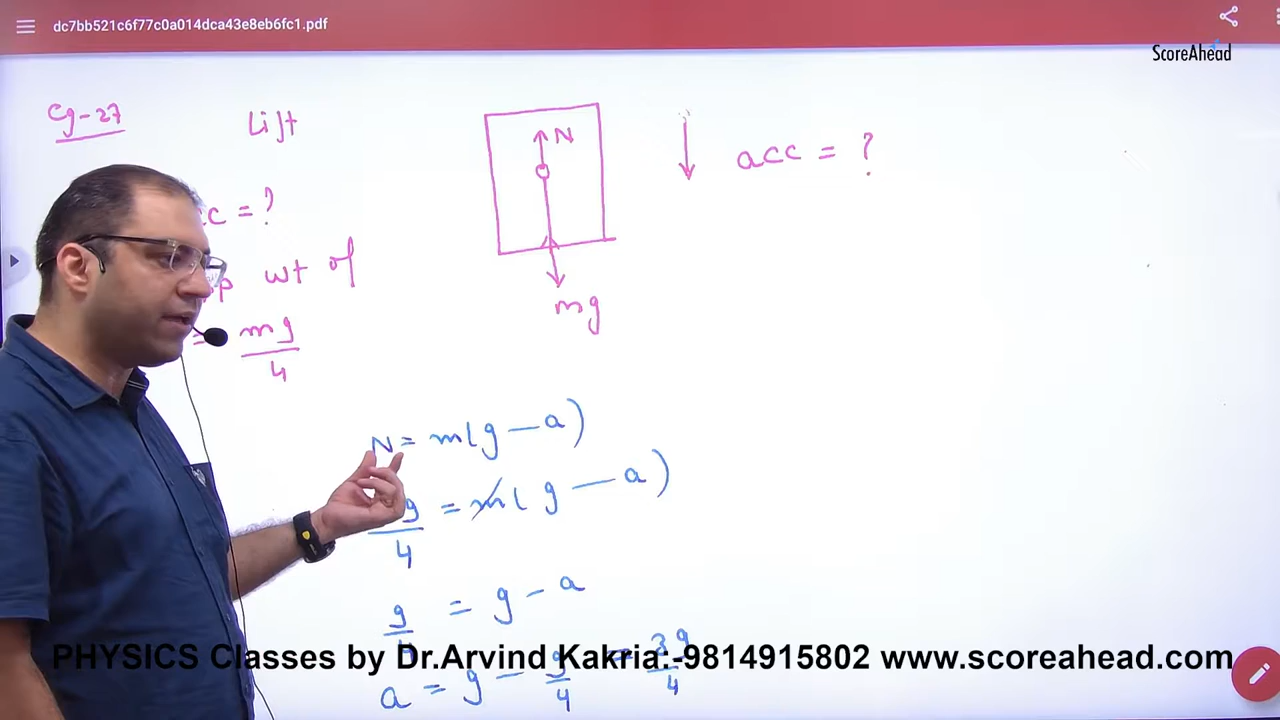 dc7bb521c6f77c0a014dca43e8eb6fc1.pdf
ScoreAhead
Eg-27 Lift
N
acc = ?
= ?
wt of
= mg/4
mg
N = m(g - a)
g/4 = m(g - a)
g/4 = g - a
a = g - g/4 = 3g/4
PHYSICS Classes by Dr.Arvind Kakria:-9814915802 www.scoreahead.com